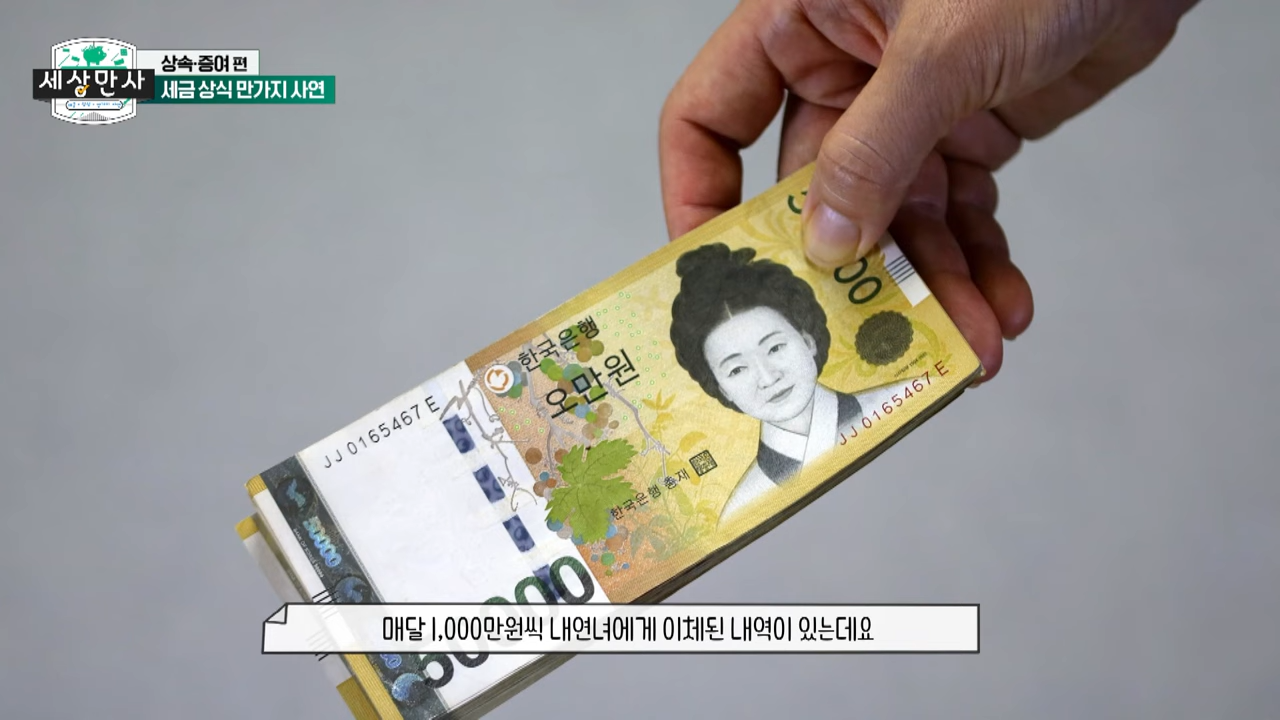 세상만사
상속·증여 편
세금 상식 만가지 사연
00
한국은행
오만원
JJ 0165467 E
JJ 0165467 E
한국은행 총재
50000
50000
매달 1,000만원씩 내연녀에게 이체된 내역이 있는데요